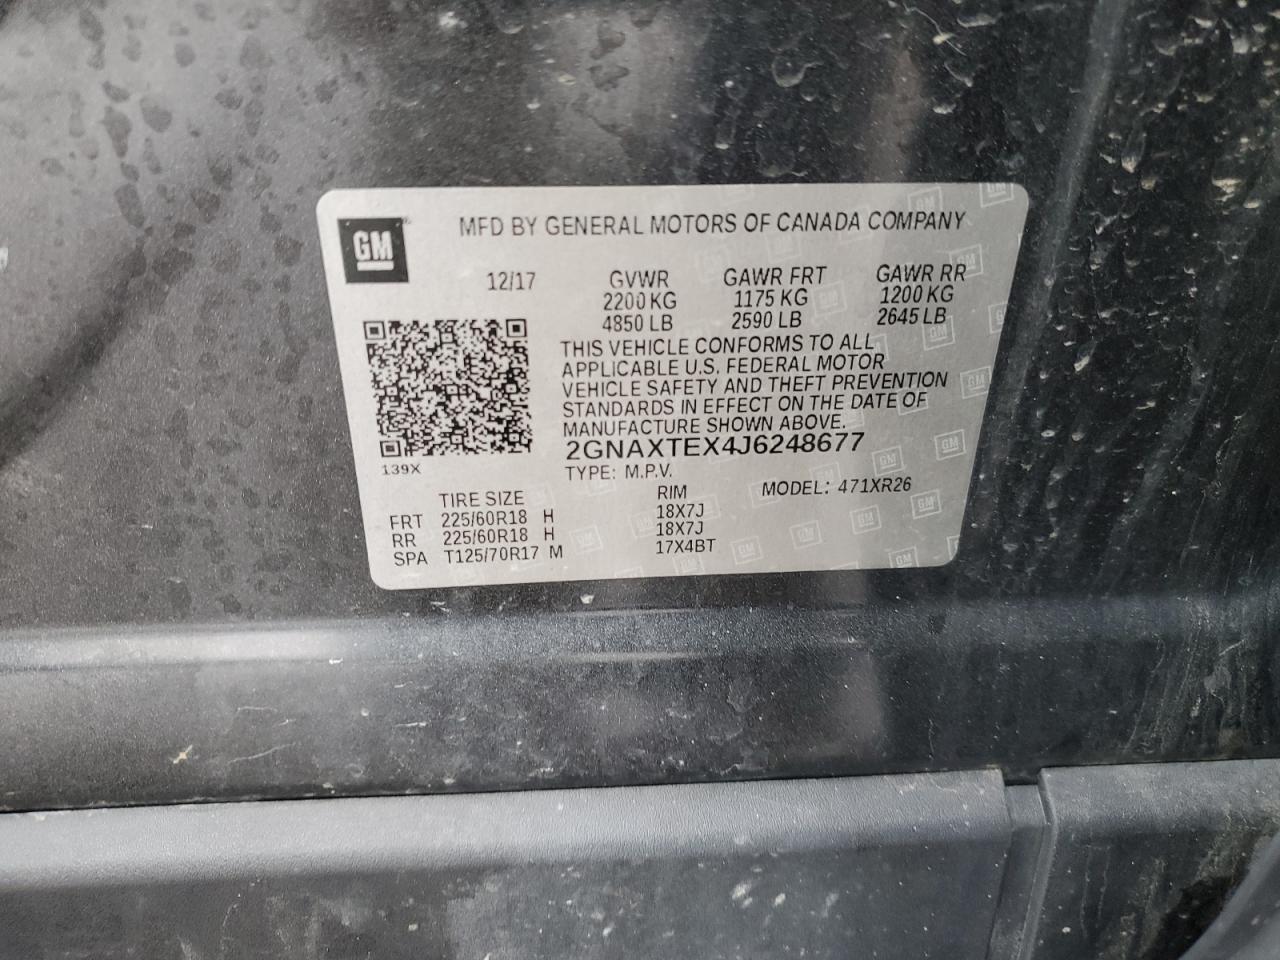 GM
MFD BY GENERAL MOTORS OF CANADA COMPANY
12/17 GVWR GAWR FRT GAWR RR
2200 KG 1175 KG 1200 KG
4850 LB 2590 LB 2645 LB
THIS VEHICLE CONFORMS TO ALL
APPLICABLE U.S. FEDERAL MOTOR
VEHICLE SAFETY AND THEFT PREVENTION
STANDARDS IN EFFECT ON THE DATE OF
MANUFACTURE SHOWN ABOVE.
2GNAXTEX4J6248677
139X
TYPE: M.P.V.
TIRE SIZE RIM MODEL: 471XR26
FRT 225/60R18 H 18X7J
RR 225/60R18 H 18X7J
SPA T125/70R17 M 17X4BT